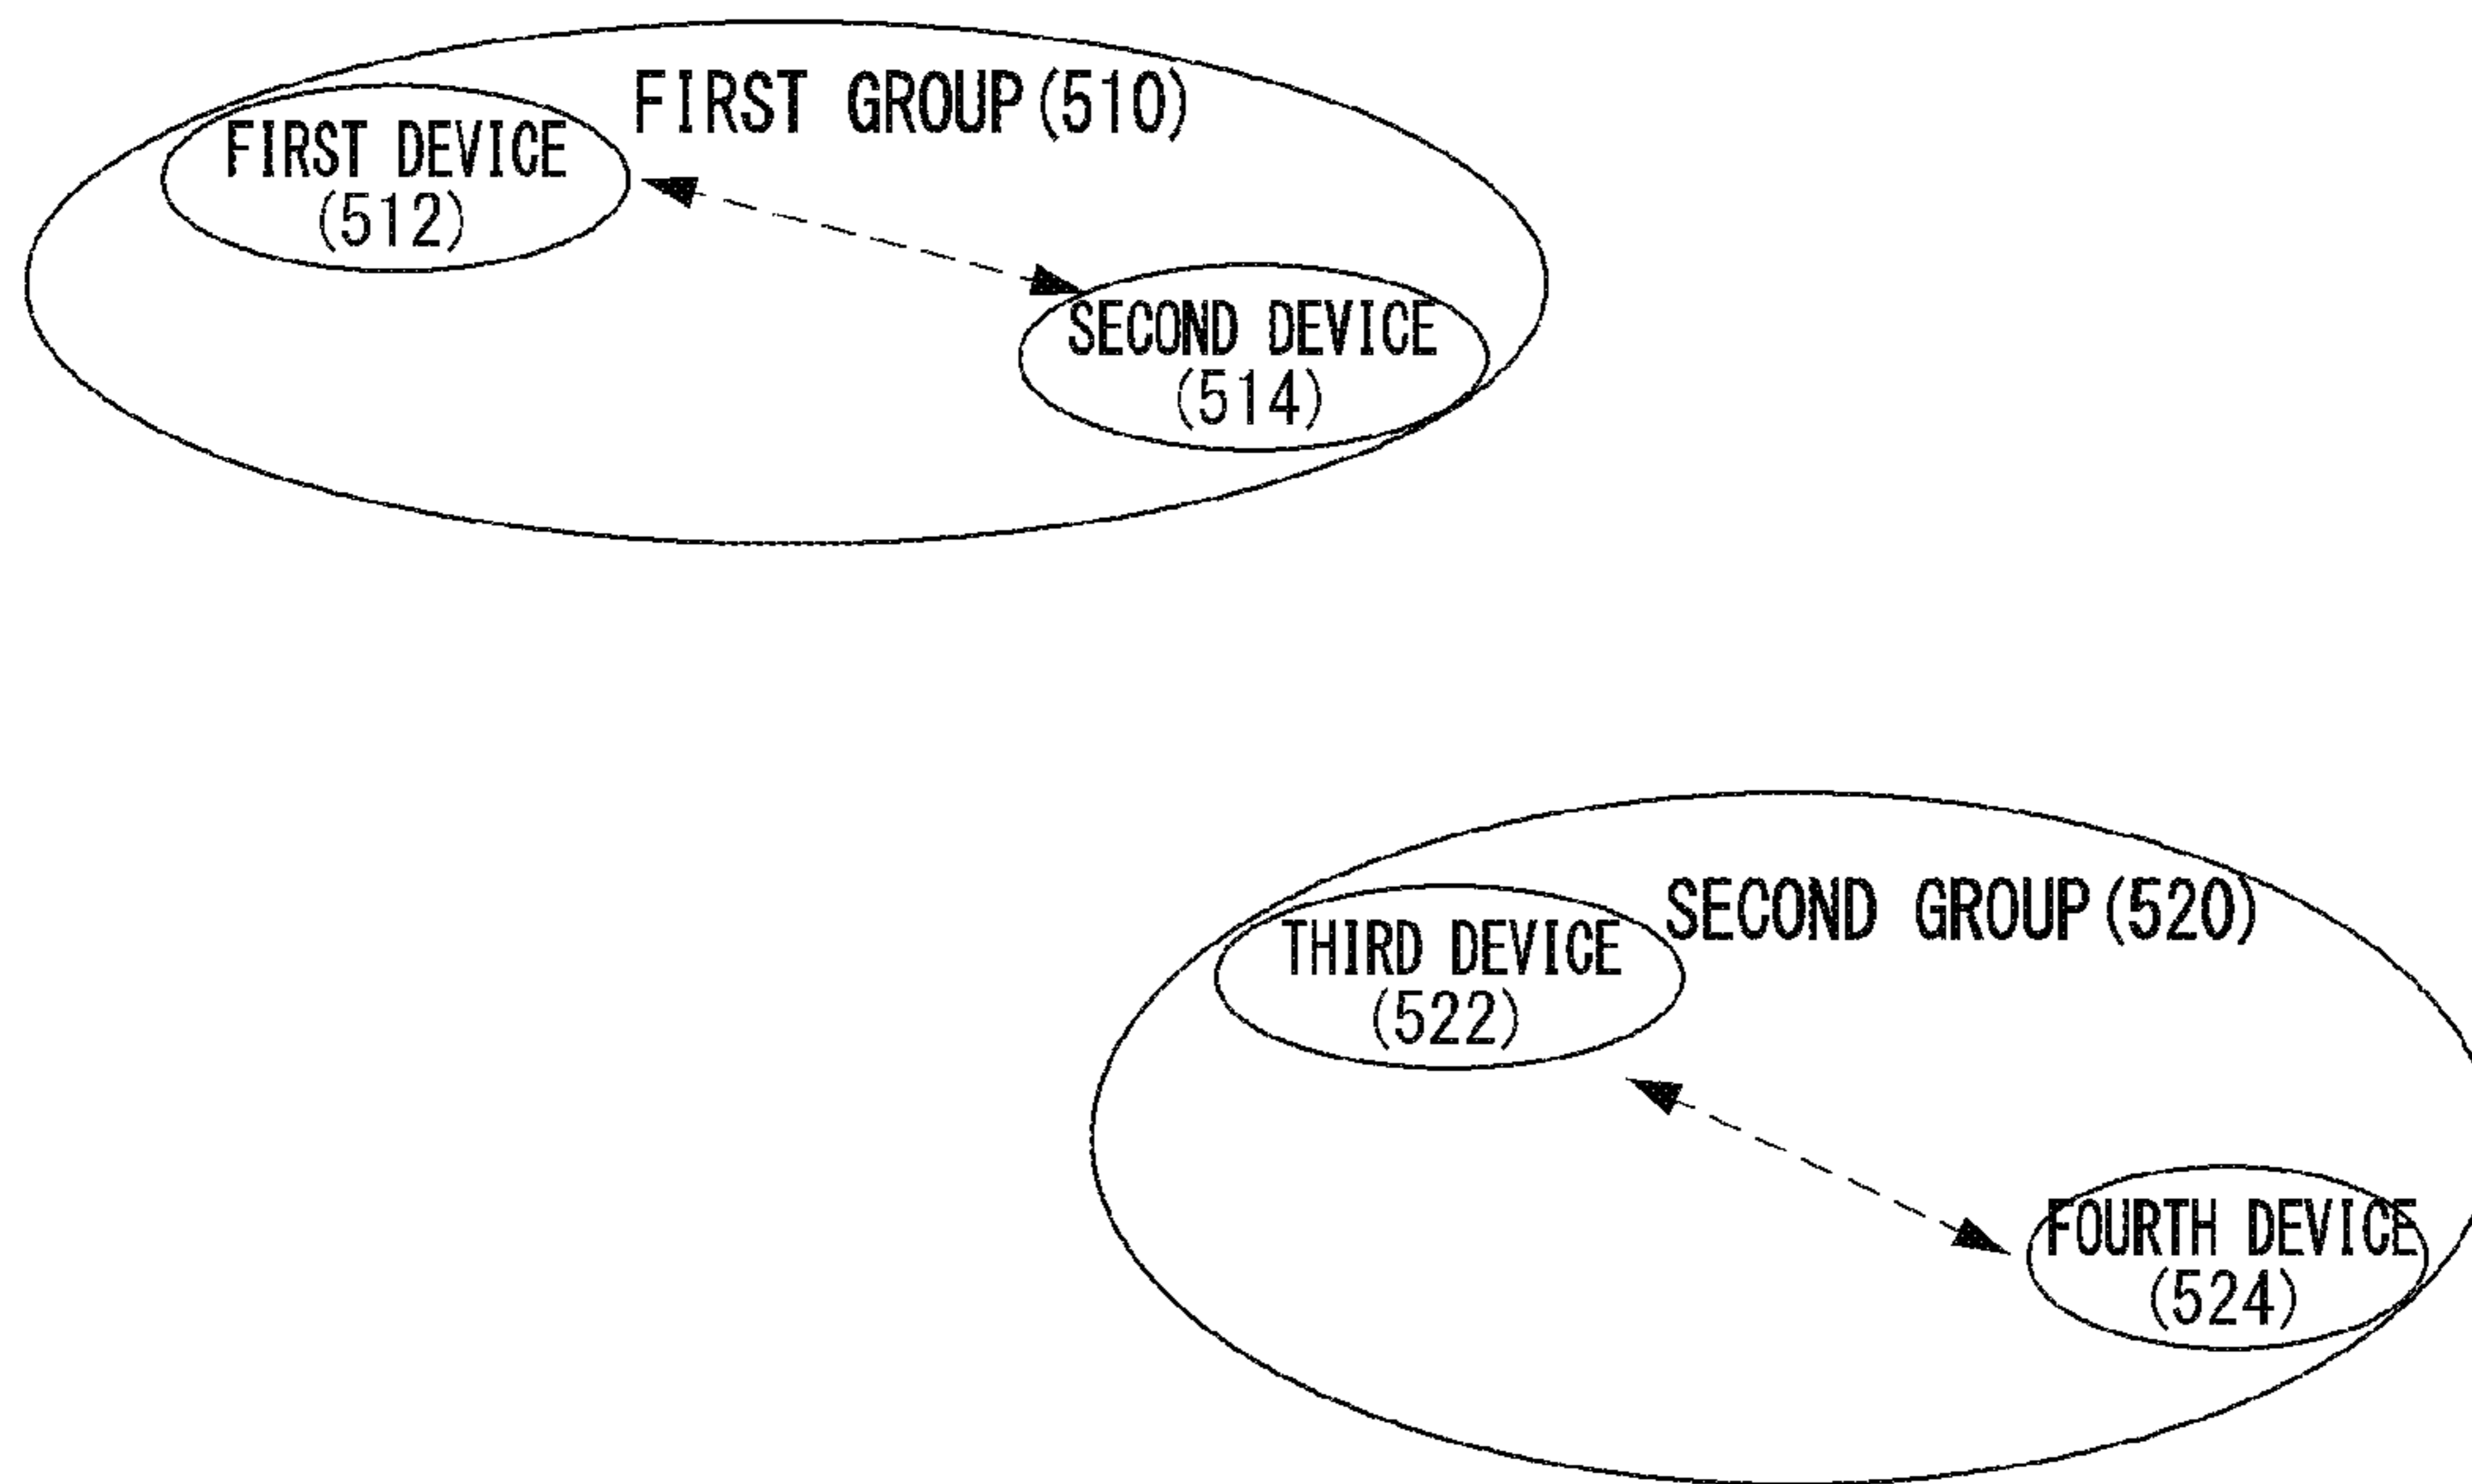 FIRST GROUP(510)
FIRST DEVICE
(512)
SECOND DEVICE
(514)
SECOND GROUP(520)
THIRD DEVICE
(522)
FOURTH DEVICE
(524)